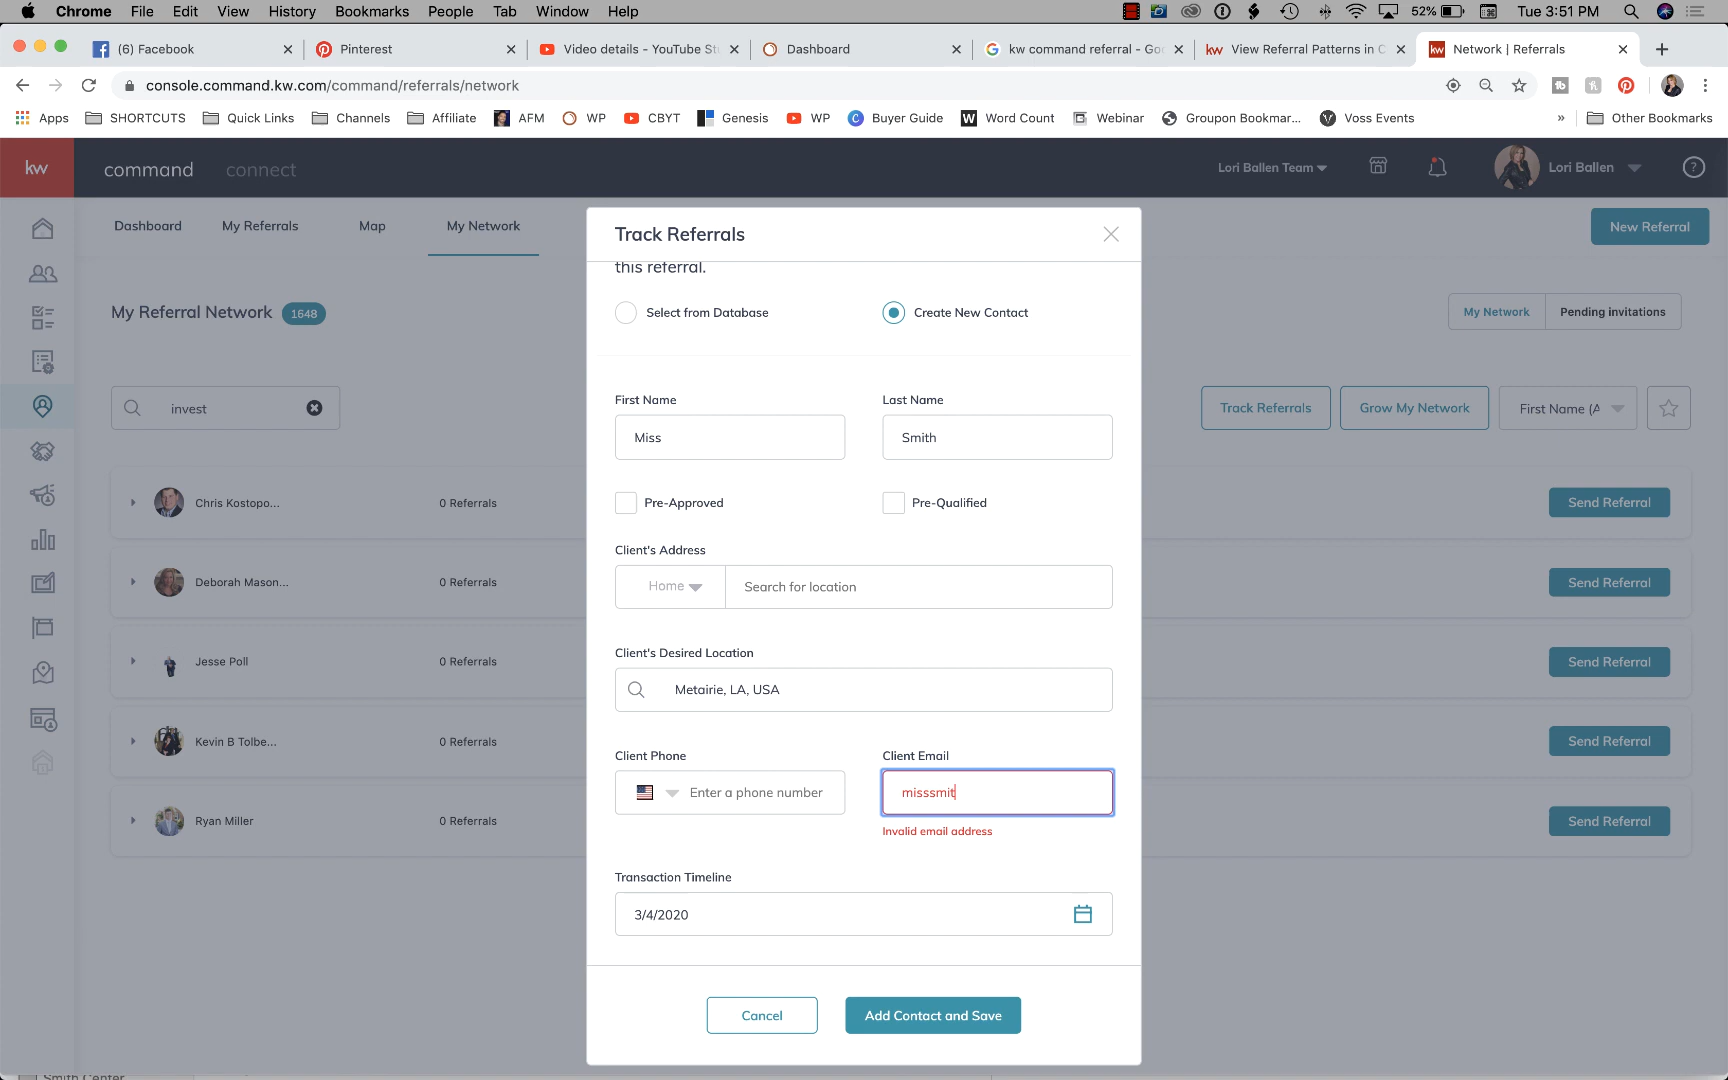 Chrome File Edit View History Bookmarks People Tab Window Help 52% Tue 3:51 PM
(6) Facebook Pinterest Video details - YouTube Stu Dashboard kw command referral - Goo kw View Referral Patterns in C kw Network | Referrals
console.command.kw.com/command/referrals/network
Apps SHORTCUTS Quick Links Channels Affiliate AFM WP CBYT Genesis WP Buyer Guide Word Count Webinar Groupon Bookmar... Voss Events » Other Bookmarks
kw command connect Lori Ballen Team Lori Ballen ?
Dashboard My Referrals Map My Network New Referral
My Referral Network 1648 My Network Pending invitations
invest Track Referrals Grow My Network First Name (A
Chris Kostopo... 0 Referrals Send Referral
Deborah Mason... 0 Referrals Send Referral
Jesse Poll 0 Referrals Send Referral
Kevin B Tolbe... 0 Referrals Send Referral
Ryan Miller 0 Referrals Send Referral
Track Referrals
this referral.
Select from Database Create New Contact
First Name Last Name
Miss Smith
Pre-Approved Pre-Qualified
Client's Address
Home Search for location
Client's Desired Location
Metairie, LA, USA
Client Phone Client Email
Enter a phone number misssmit
Invalid email address
Transaction Timeline
3/4/2020
Cancel Add Contact and Save
Smith Center